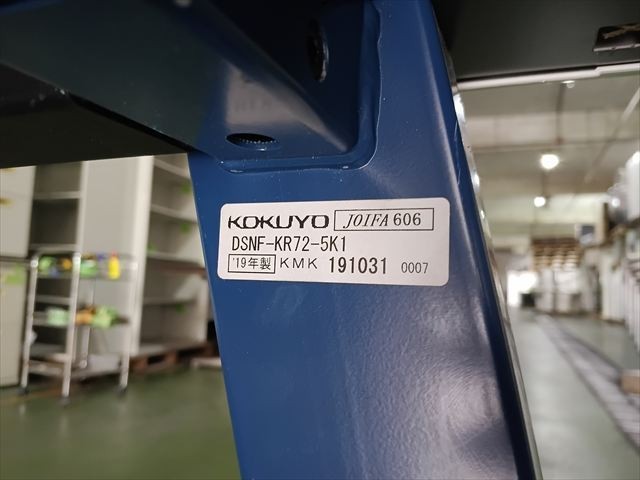 KOKUYO JOIFA 606
DSNF-KR72-5K1
'19年製 KMK 191031 0007